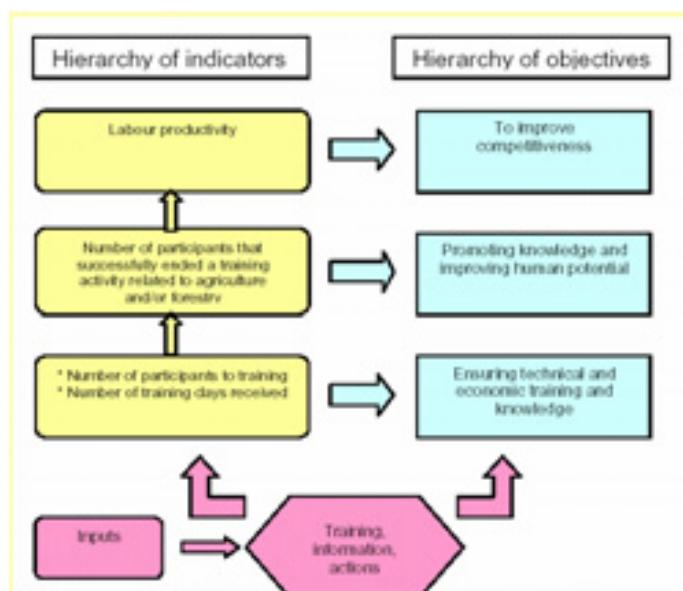 Hierarchy of indicators
Hierarchy of objectives
Labour productivity
To improve
competitiveness
Number of participants that
successfully ended a training
activity related to agriculture
and/or forestry
Promoting knowledge and
improving human potential
* Number of participants to training
* Number of training days received
Ensuring technical and
economic training and
knowledge
Inputs
Training,
information,
actions